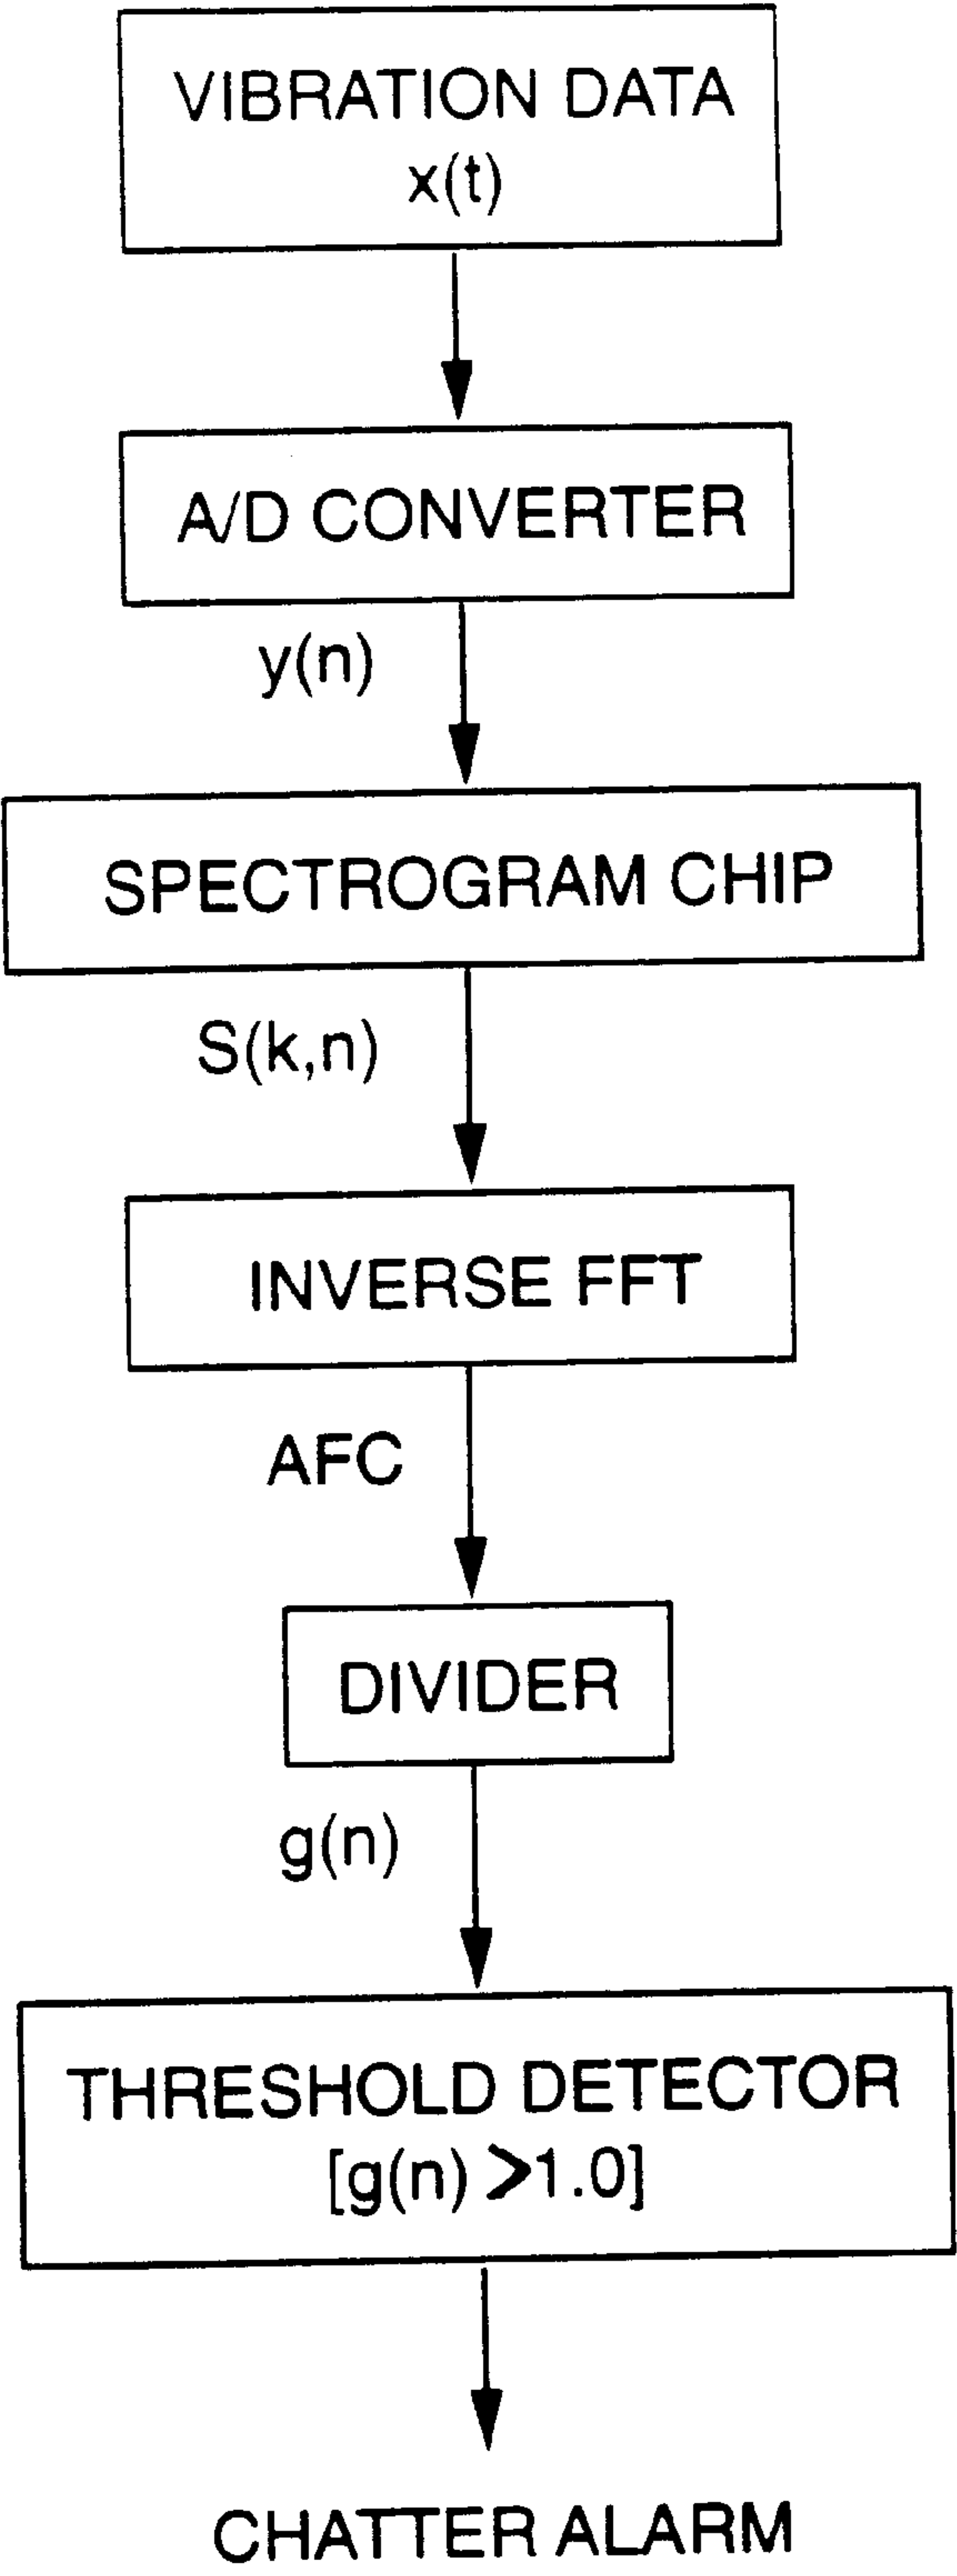 VIBRATION DATA
x(t)
A/D CONVERTER
y(n)
SPECTROGRAM CHIP
S(k,n)
INVERSE FFT
AFC
DIVIDER
g(n)
THRESHOLD DETECTOR
[g(n) >1.0]
CHATTER ALARM